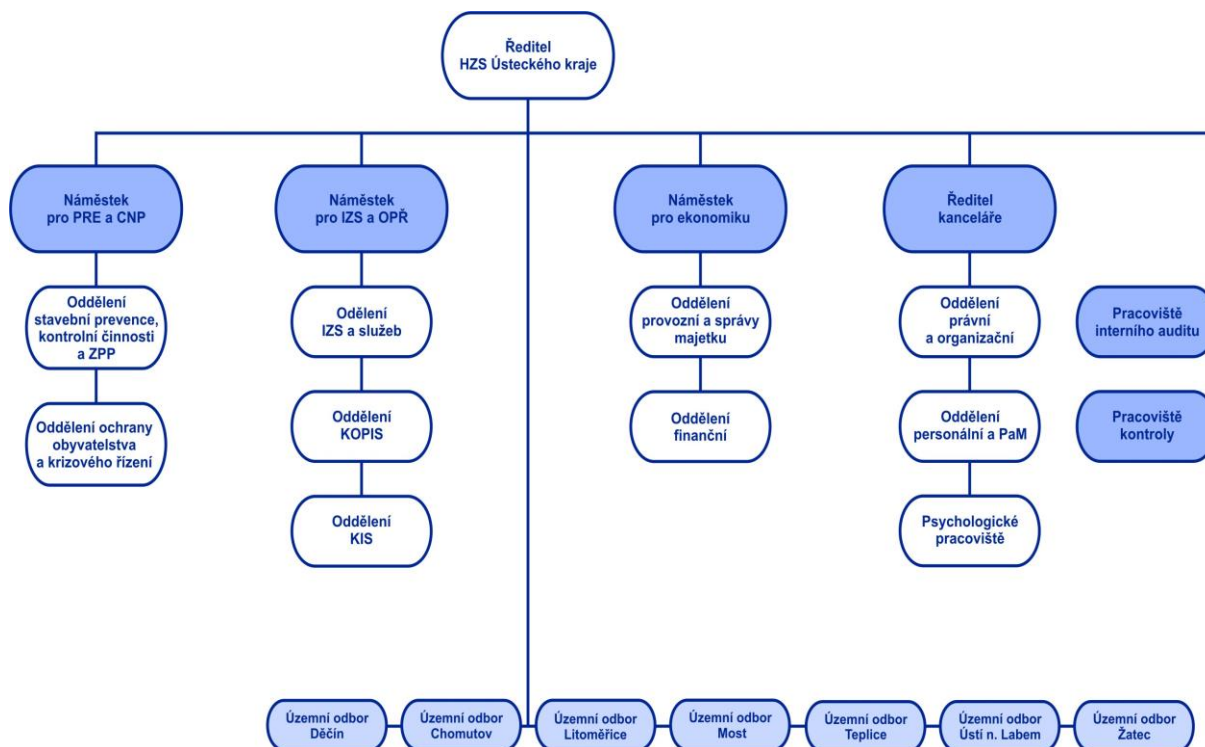 Ředitel
HZS Ústeckého kraje
Náměstek
pro PRE a CNP
Náměstek
pro IZS a OPŘ
Náměstek
pro ekonomiku
Ředitel
kanceláře
Oddělení
stavební prevence,
kontrolní činnosti
a ZPP
Odělení
IZS a služeb
Oddělení
provozní a správy
majetku
Oddělení
právní
a organizační
Pracoviště
interního auditu
Oddělení ochrany
obyvatelstva
a krizového řízení
Oddělení
KOPIS
Oddělení
finanční
Oddělení
personální a PaM
Pracoviště
kontroly
Oddělení
KIS
Psychologické
pracoviště
Územní odbor
Děčín
Územní odbor
Chomutov
Územní odbor
Litoměřice
Územní odbor
Most
Územní odbor
Teplice
Územní odbor
Ústí n. Labem
Územní odbor
Žatec